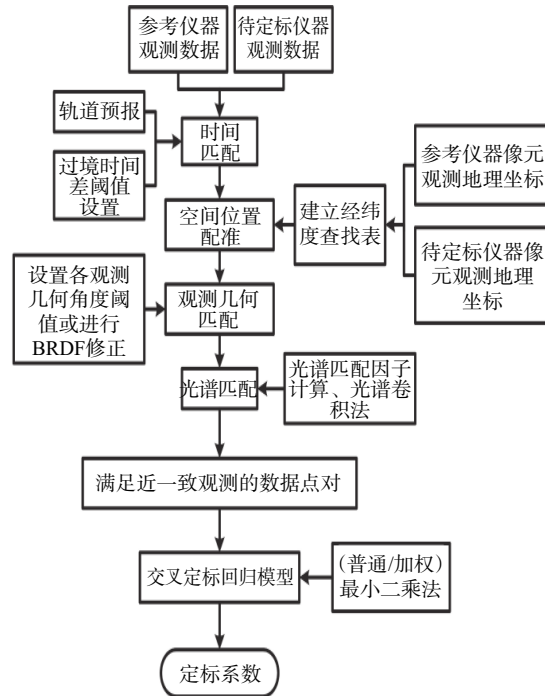 参考仪器
观测数据
待定标仪器
观测数据
轨道预报
过境时间
差阈值
设置
时间
匹配
参考仪器像元
观测地理坐标
空间位置
配准
建立经纬
度查找表
待定标仪器像
元观测地理
坐标
设置各观测
几何角度阈
值或进行
BRDF修正
观测几何
匹配
光谱匹配
光谱匹配因子
计算、光谱卷
积法
满足近一致观测的数据点对
交叉定标回归模型
(普通/加权)
最小二乘法
定标系数